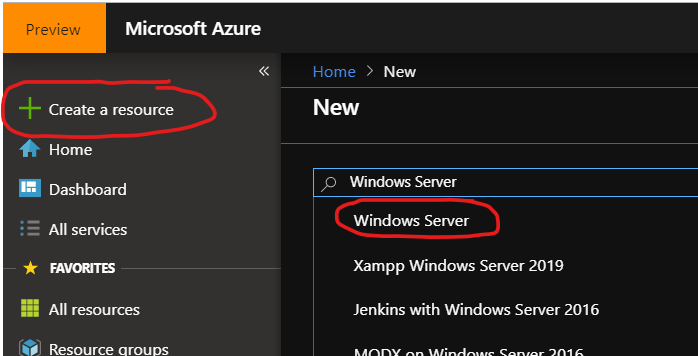 Preview
Microsoft Azure
«
Create a resource
Home
Dashboard
All services
FAVORITES
All resources
Resource groups
Home > New
New
Windows Server
Windows Server
Xampp Windows Server 2019
Jenkins with Windows Server 2016
MODX on Windows Server 2016